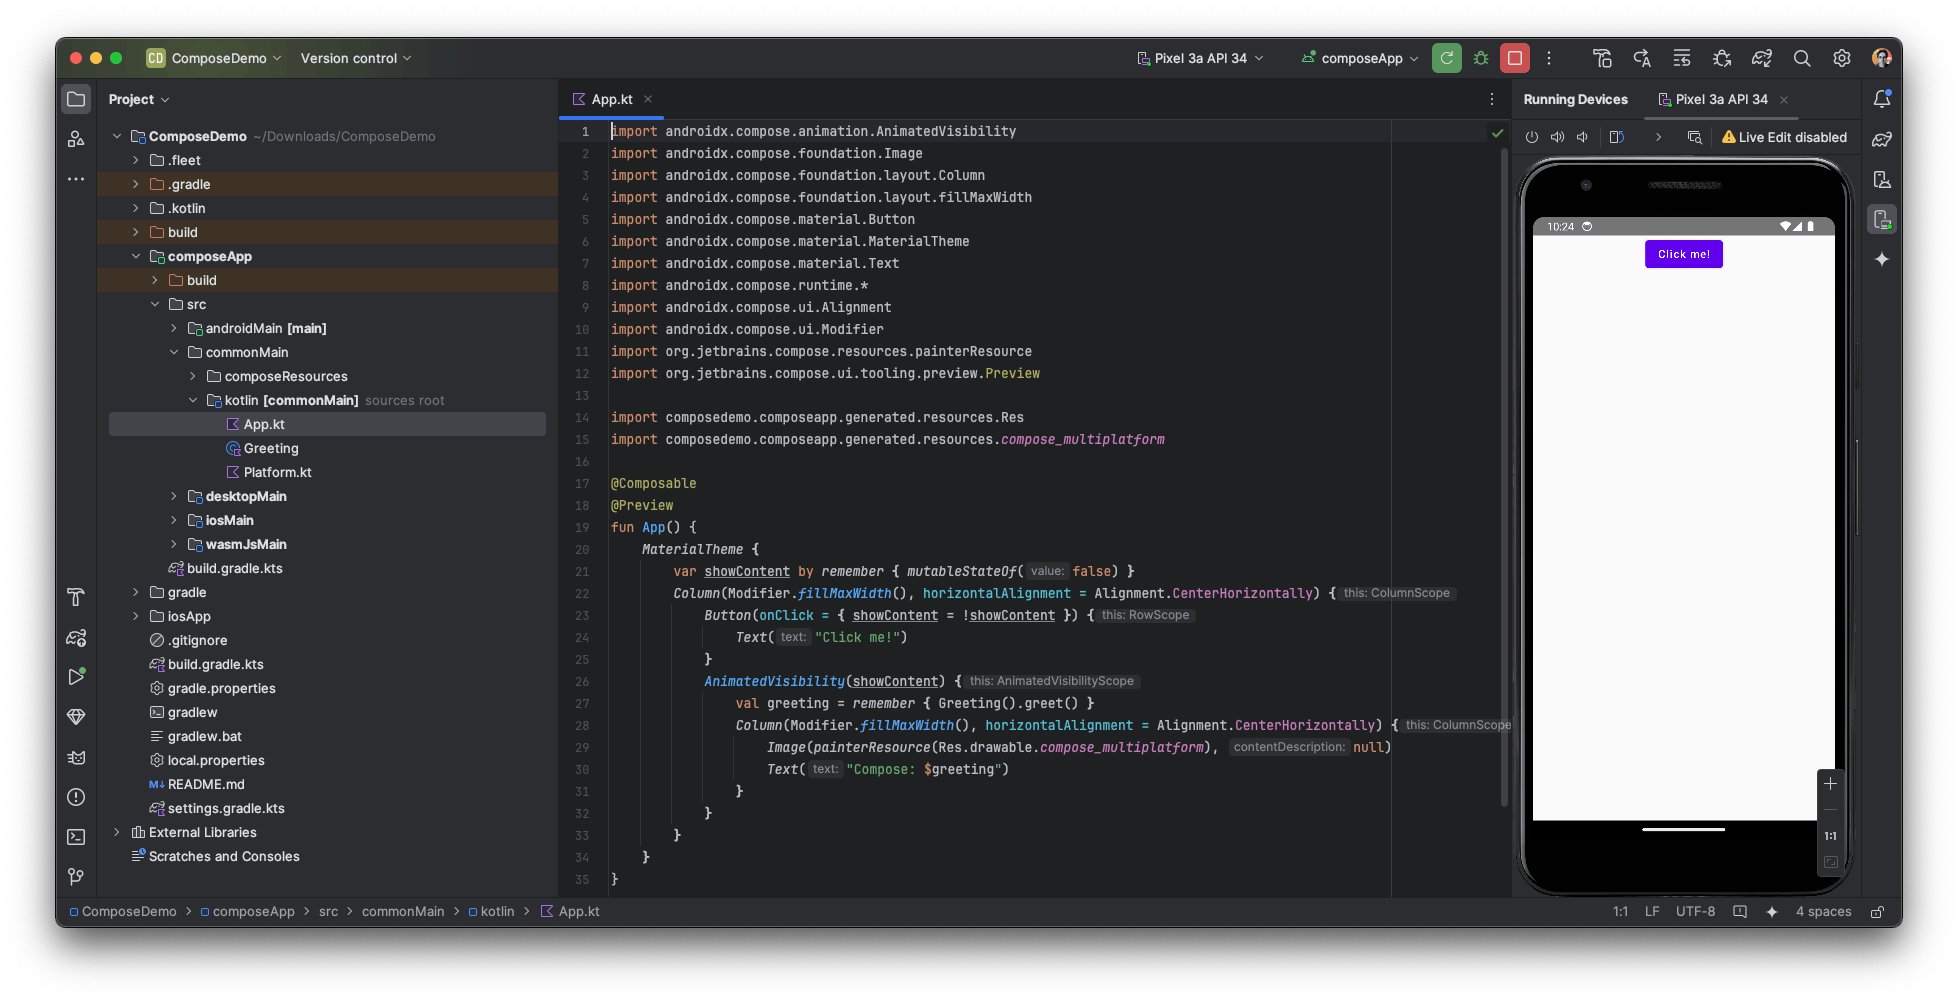 CD ComposeDemo Version control Pixel 3a API 34 composeApp
Project
ComposeDemo ~/Downloads/ComposeDemo
.fleet
.gradle
.kotlin
build
composeApp
build
src
androidMain [main]
commonMain
composeResources
kotlin [commonMain] sources root
App.kt
Greeting
Platform.kt
desktopMain
iosMain
wasmJsMain
build.gradle.kts
gradle
iosApp
.gitignore
build.gradle.kts
gradle.properties
gradlew
gradlew.bat
local.properties
M↓ README.md
settings.gradle.kts
External Libraries
Scratches and Consoles
App.kt
1 import androidx.compose.animation.AnimatedVisibility
2 import androidx.compose.foundation.Image
3 import androidx.compose.foundation.layout.Column
4 import androidx.compose.foundation.layout.fillMaxWidth
5 import androidx.compose.material.Button
6 import androidx.compose.material.MaterialTheme
7 import androidx.compose.material.Text
8 import androidx.compose.runtime.*
9 import androidx.compose.ui.Alignment
10 import androidx.compose.ui.Modifier
11 import org.jetbrains.compose.resources.painterResource
12 import org.jetbrains.compose.ui.tooling.preview.Preview
13
14 import composedemo.composeapp.generated.resources.Res
15 import composedemo.composeapp.generated.resources.compose_multiplatform
16
17 @Composable
18 @Preview
19 fun App() {
20 MaterialTheme {
21 var showContent by remember { mutableStateOf( value: false) }
22 Column(Modifier.fillMaxWidth(), horizontalAlignment = Alignment.CenterHorizontally) { this: ColumnScope
23 Button(onClick = { showContent = !showContent }) { this: RowScope
24 Text( text: "Click me!")
25 }
26 AnimatedVisibility(showContent) { this: AnimatedVisibilityScope
27 val greeting = remember { Greeting().greet() }
28 Column(Modifier.fillMaxWidth(), horizontalAlignment = Alignment.CenterHorizontally) { this: ColumnScope
29 Image(painterResource(Res.drawable.compose_multiplatform), contentDescription: null)
30 Text( text: "Compose: $greeting")
31 }
32 }
33 }
34 }
35 }
Running Devices Pixel 3a API 34
Live Edit disabled
10:24
Click me!
1:1
ComposeDemo > composeApp > src > commonMain > kotlin > App.kt
1:1 LF UTF-8 4 spaces